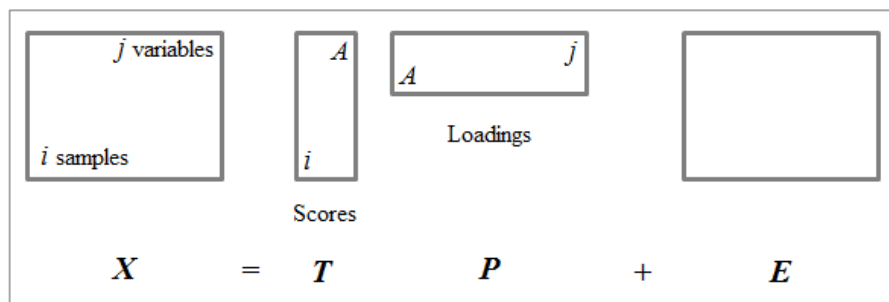 j variables
i samples
A
i
A
j
Loadings
Scores
X = T P + E